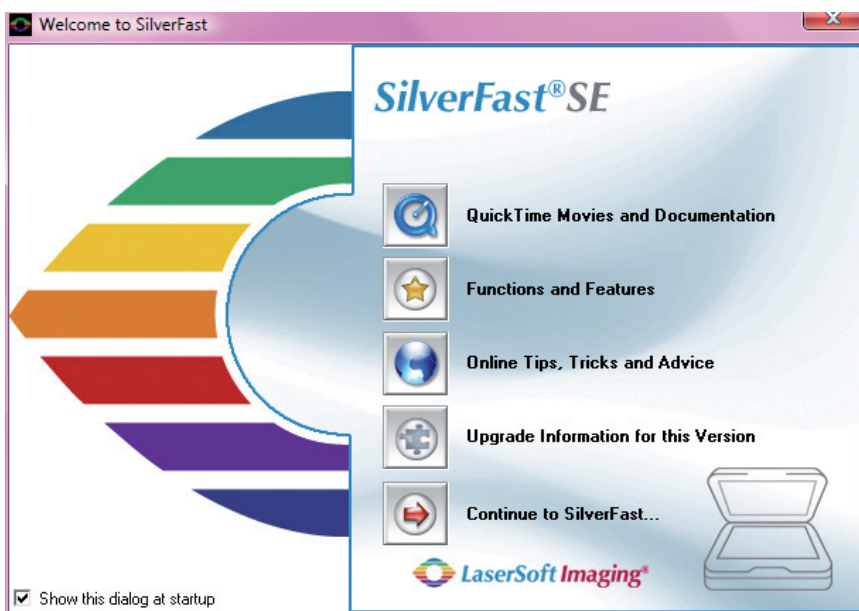 Welcome to SilverFast
SilverFast®SE
QuickTime Movies and Documentation
Functions and Features
Online Tips, Tricks and Advice
Upgrade Information for this Version
Continue to SilverFast...
LaserSoft Imaging®
Show this dialog at startup